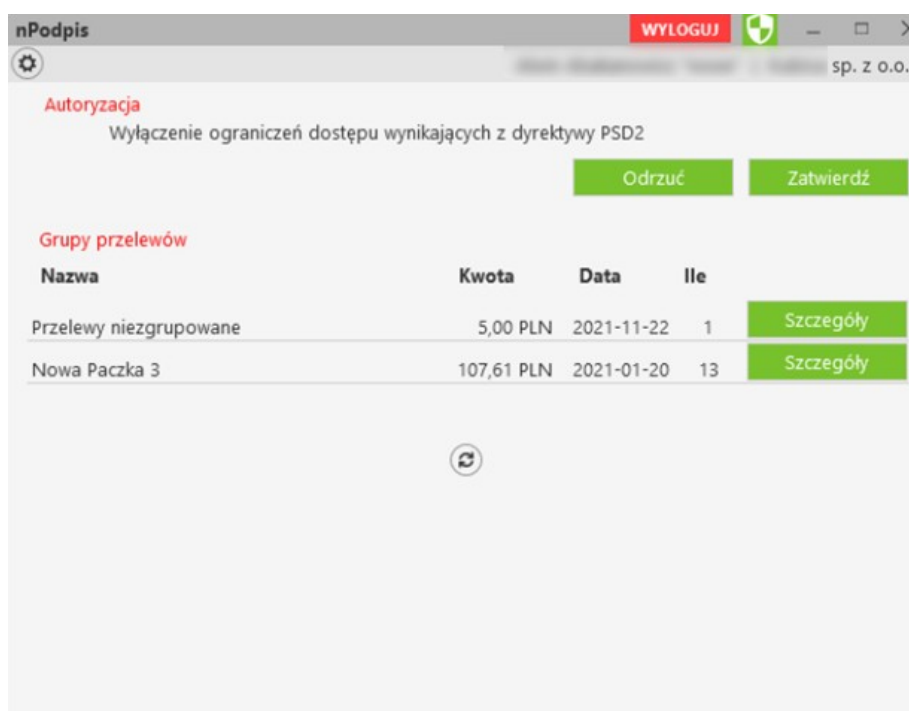 nPodpis WYLOGUJ
sp. z o.o.
Autoryzacja
Wyłączenie ograniczeń dostępu wynikających z dyrektywy PSD2
Odrzuć Zatwierdź
Grupy przelewów
Nazwa Kwota Data Ile
Przelewy niezgrupowane 5,00 PLN 2021-11-22 1 Szczegóły
Nowa Paczka 3 107,61 PLN 2021-01-20 13 Szczegóły